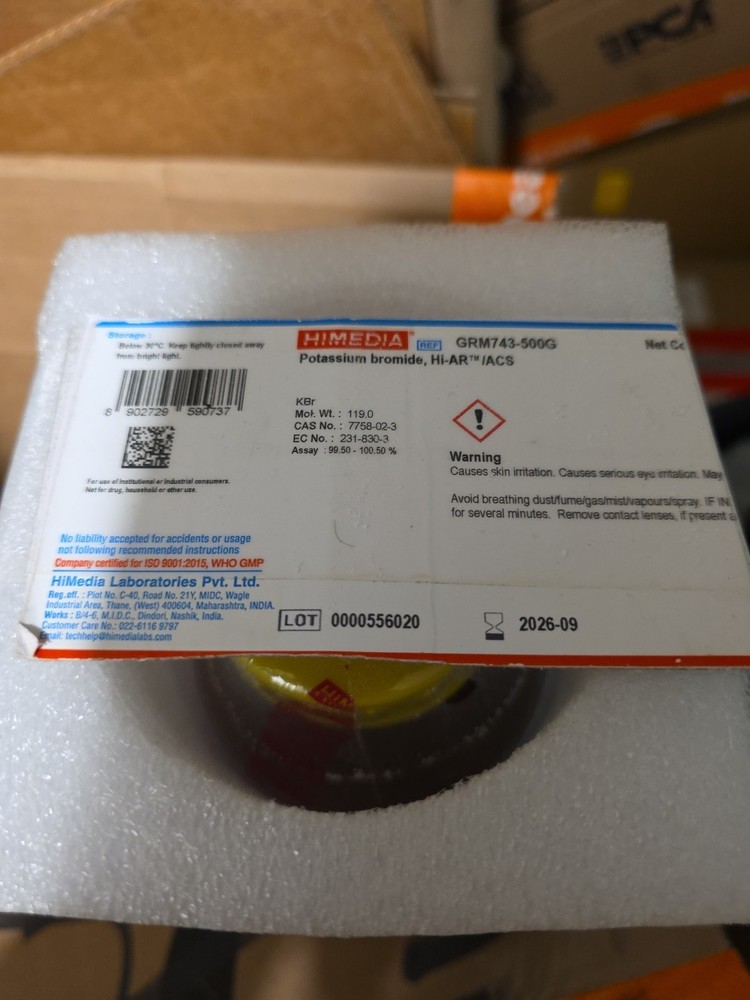 PCA
Storage :
Below 30°C. Keep tightly closed away
from bright light.
8 902729 590737
For use of institutional or industrial consumers.
Not for drug, household or other use.
No liability accepted for accidents or usage
not following recommended instructions
Company certified for ISO 9001:2015, WHO GMP
HiMedia Laboratories Pvt. Ltd.
Reg.off. : Plot No. C-40, Road No. 21Y, MIDC, Wagle
Industrial Area, Thane, (West) 400604, Maharashtra, INDIA.
Works : B/4-6, M.I.D.C., Dindori, Nashik, India.
Customer Care No.: 022-6116 9797
Email: techhelp@himedialabs.com
HIMEDIA REF GRM743-500G
Potassium bromide, Hi-AR™/ACS
KBr
Mol. Wt. : 119.0
CAS No. : 7758-02-3
EC No. : 231-830-3
Assay : 99.50 - 100.50 %
LOT 0000556020
2026-09
Net
Warning
Causes skin irritation. Causes serious eye irritation. May
Avoid breathing dust/fume/gas/mist/vapours/spray. IF IN
for several minutes. Remove contact lenses, if present
HIM